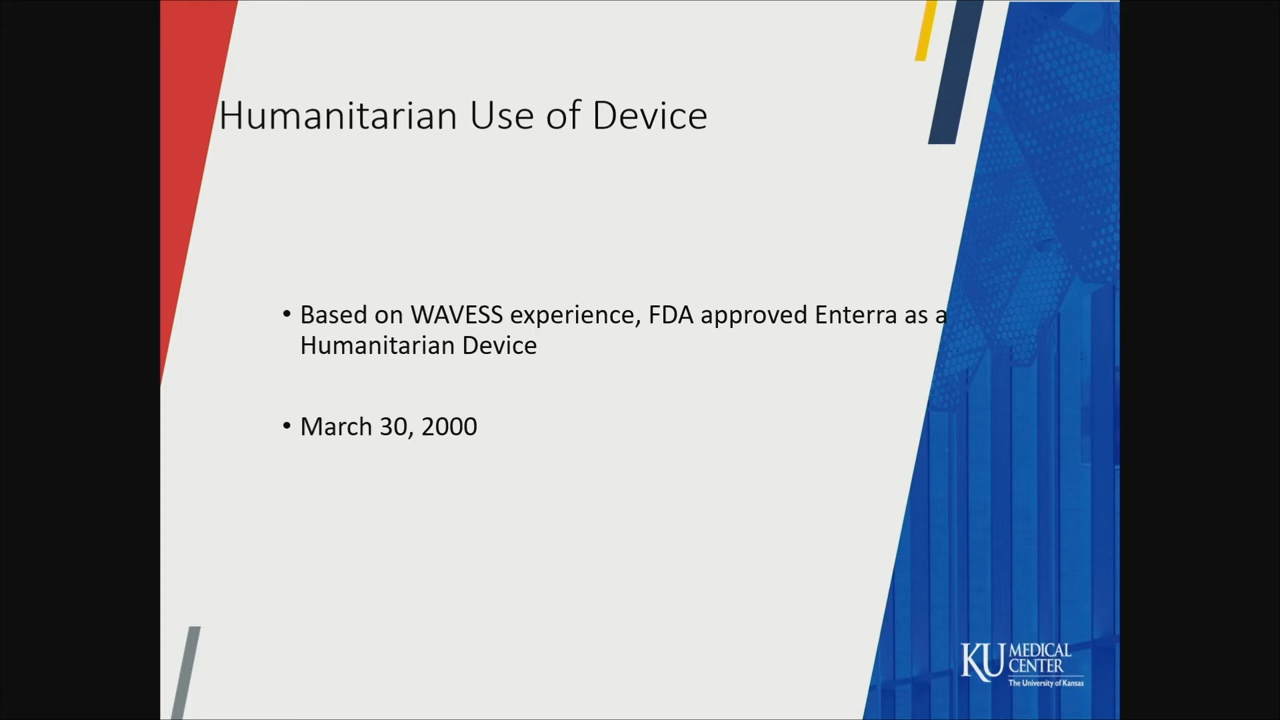 Humanitarian Use of Device
• Based on WAVESS experience, FDA approved Enterra as a
Humanitarian Device
• March 30, 2000
KU MEDICAL
CENTER
The University of Kansas